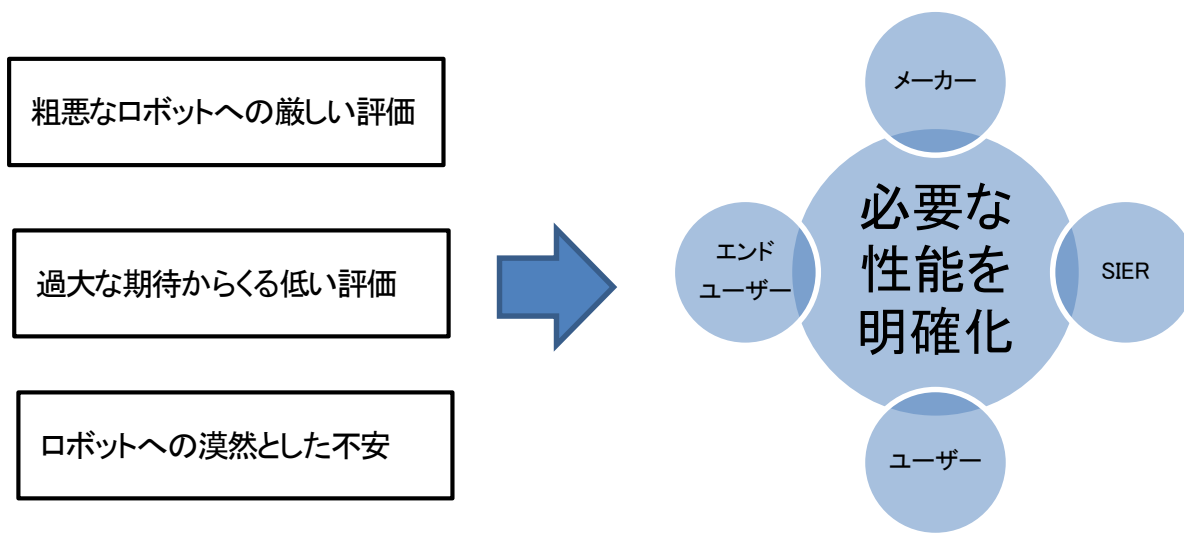 粗悪なロボットへの厳しい評価
過大な期待からくる低い評価
ロボットへの漠然とした不安
メーカー
必要な
性能を
明確化
エンド
ユーザー
SIER
ユーザー